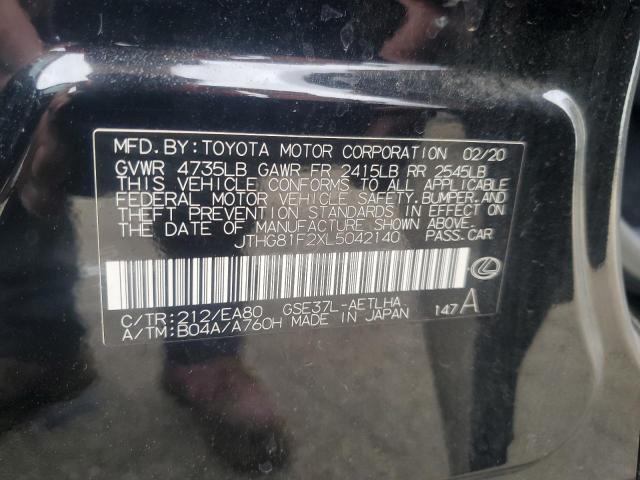 MFD. BY: TOYOTA MOTOR CORPORATION 02/20
GVWR 4735LB GAWR FR 2415LB RR 2545LB
THIS VEHICLE CONFORMS TO ALL APPLICABLE
FEDERAL MOTOR VEHICLE SAFETY, BUMPER, AND
THEFT PREVENTION STANDARDS IN EFFECT ON
THE DATE OF MANUFACTURE SHOWN ABOVE.
JTHG81F2XL5042140 PASS. CAR
C/TR: 212/EA80 GSE37L-AETLHA
A/TM: B04A/A760H MADE IN JAPAN 147A